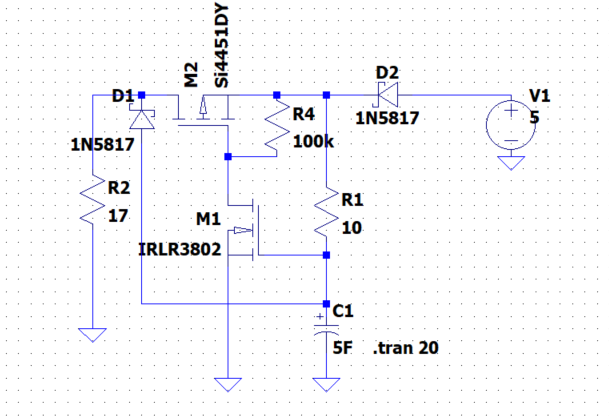 M2
Si4451DY
D1
1N5817
D2
1N5817
V1
5
R4
100k
R2
17
R1
10
M1
IRLR3802
C1
5F
.tran 20